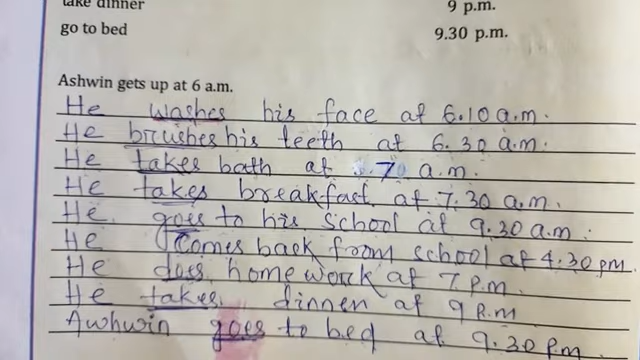 take dinner 9 p.m.
go to bed 9.30 p.m.
Ashwin gets up at 6 a.m.
He washes his face at 6.10 a.m.
He brushes his teeth at 6.30 a.m.
He takes bath at 7 a.m.
He takes breakfast at 7.30 a.m.
He goes to his school at 9.30 a.m.
He comes back from school at 4.30 pm.
He does homework at 7 p.m.
He takes dinner at 9 P.M
Awhwin goes to bed at 9.30 p.m.